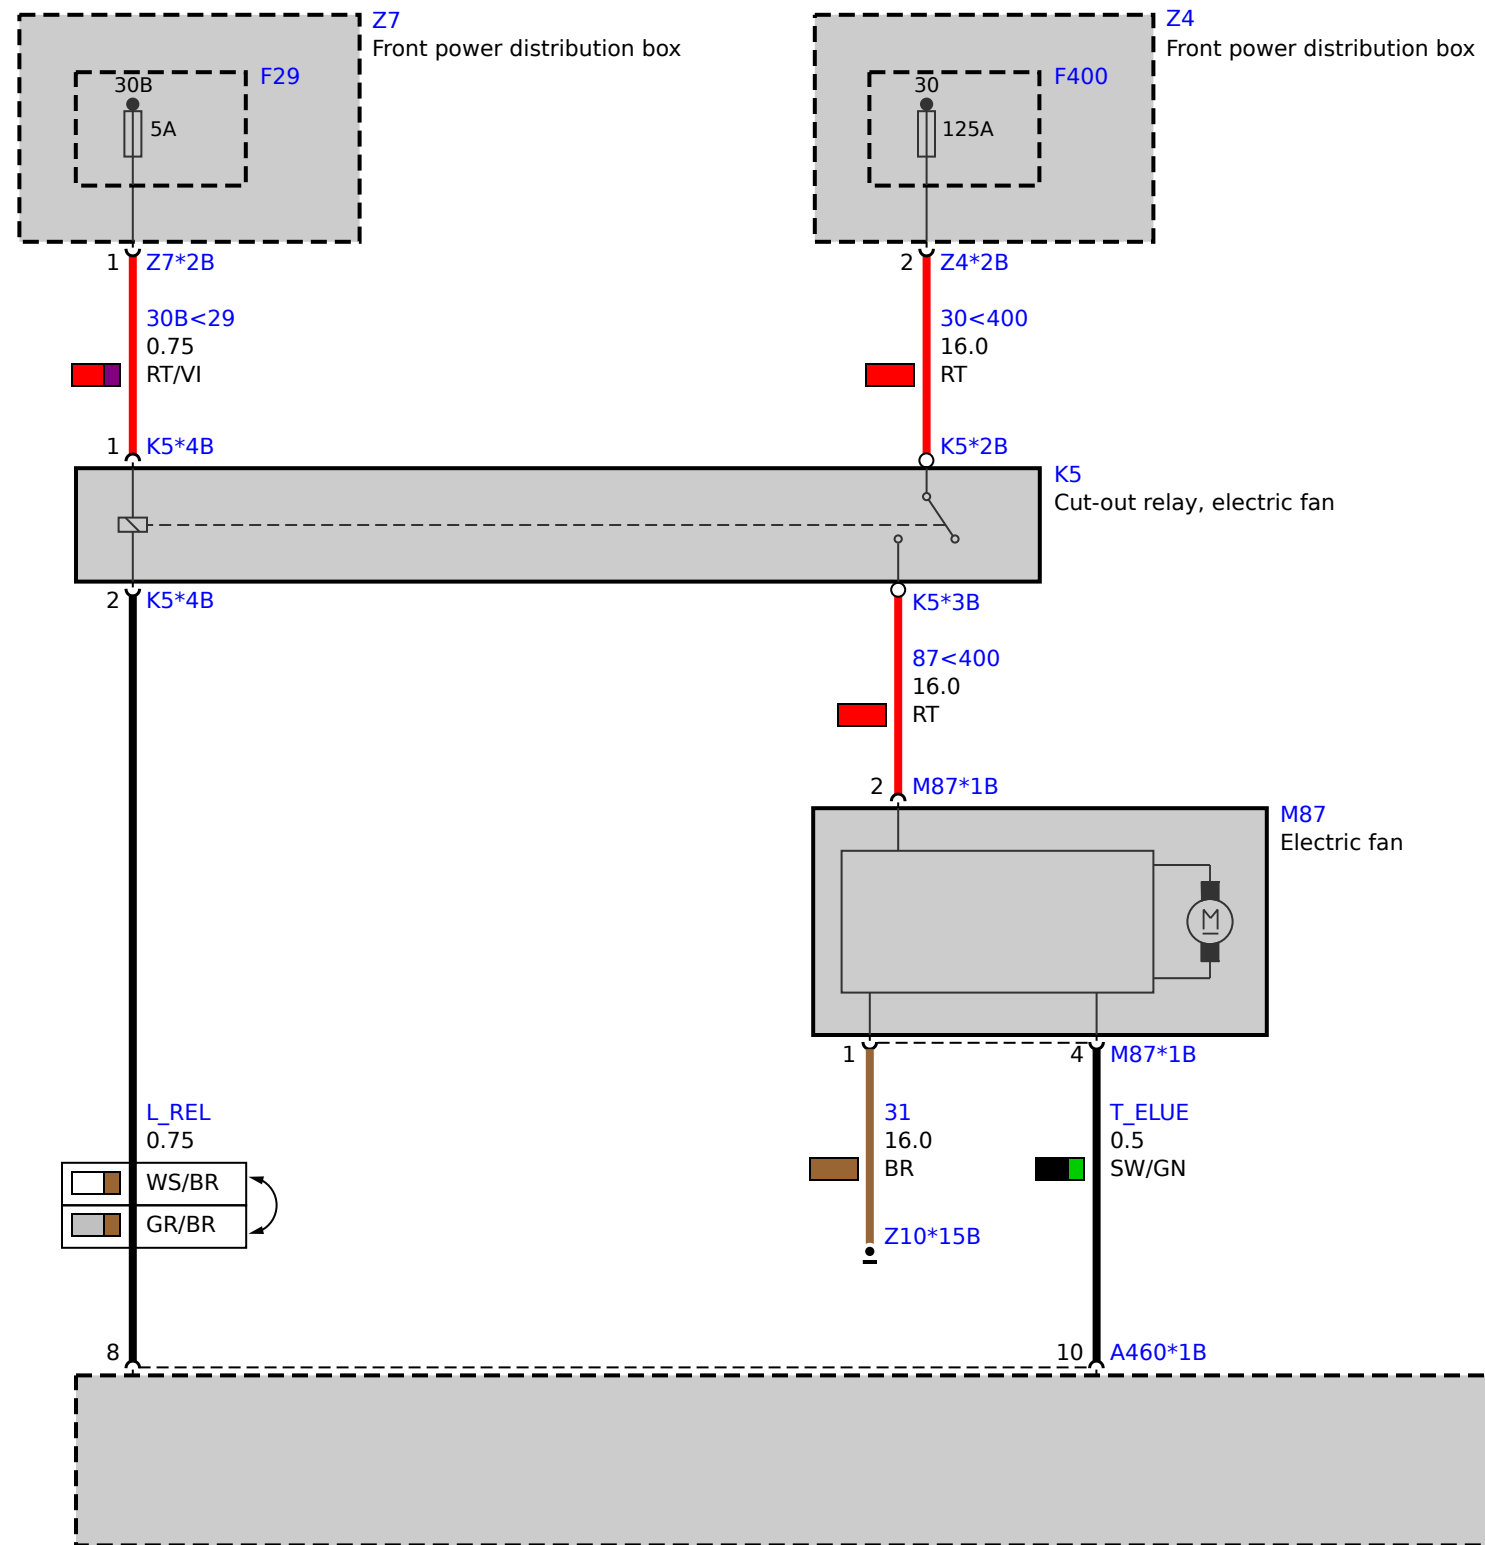 Z7
Front power distribution box
F29
30B
5A
Z4
Front power distribution box
F400
30
125A
1 Z7*2B
30B<29
0.75
RT/VI
1 K5*4B
2 Z4*2B
30<400
16.0
RT
K5*2B
K5
Cut-out relay, electric fan
2 K5*4B
K5*3B
87<400
16.0
RT
2 M87*1B
M87
Electric fan
M
1
4 M87*1B
L_REL
0.75
WS/BR
GR/BR
31
16.0
BR
Z10*15B
T_ELUE
0.5
SW/GN
8
10 A460*1B